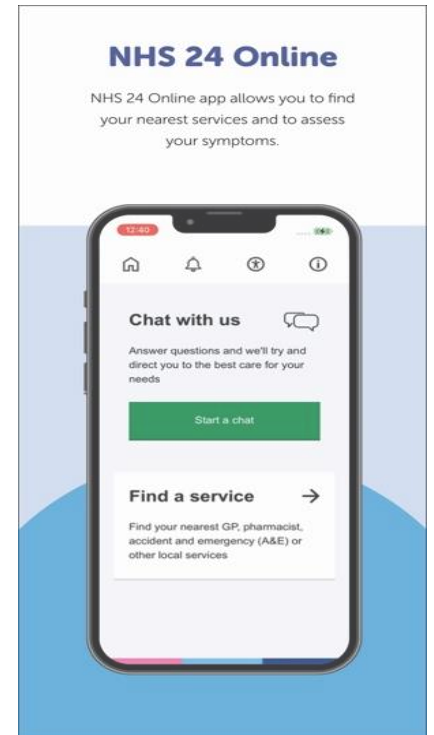 NHS 24 Online
NHS 24 Online app allows you to find
your nearest services and to assess
your symptoms.
12:40
Chat with us
Answer questions and we'll try and
direct you to the best care for your
needs
Start a chat
Find a service
Find your nearest GP, pharmacist,
accident and emergency (A&E) or
other local services